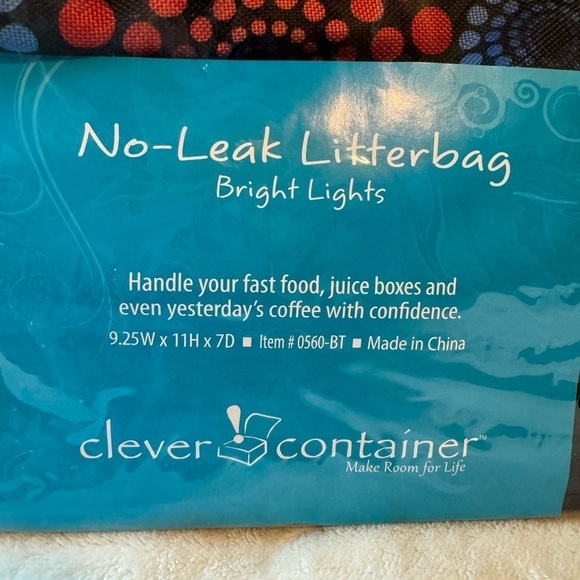 No-Leak Litterbag
Bright Lights
Handle your fast food, juice boxes and
even yesterday's coffee with confidence.
9.25W x 11H x 7D ■ Item # 0560-BT ■ Made in China
clever container™
Make Room for Life